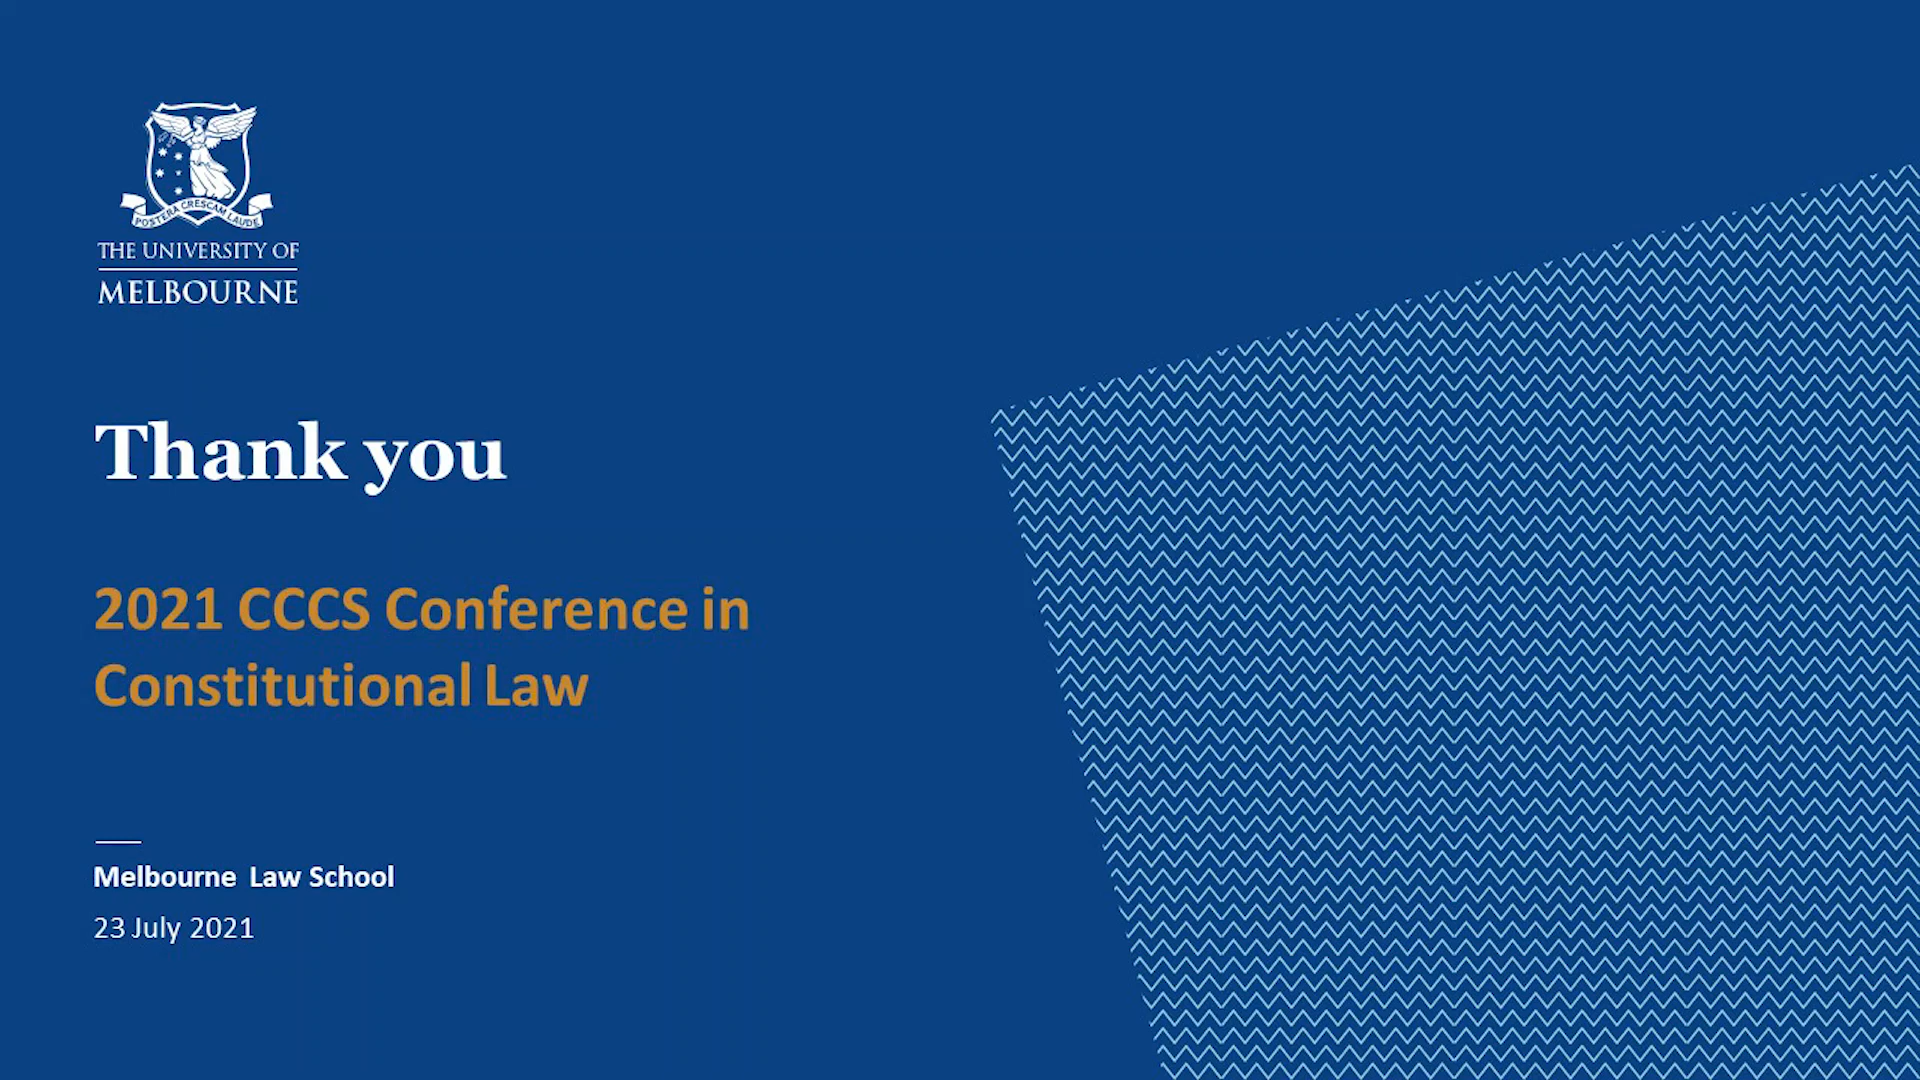 POSTERA CRESCAM LAUDE
THE UNIVERSITY OF
MELBOURNE
Thank you
2021 CCCS Conference in
Constitutional Law
Melbourne Law School
23 July 2021